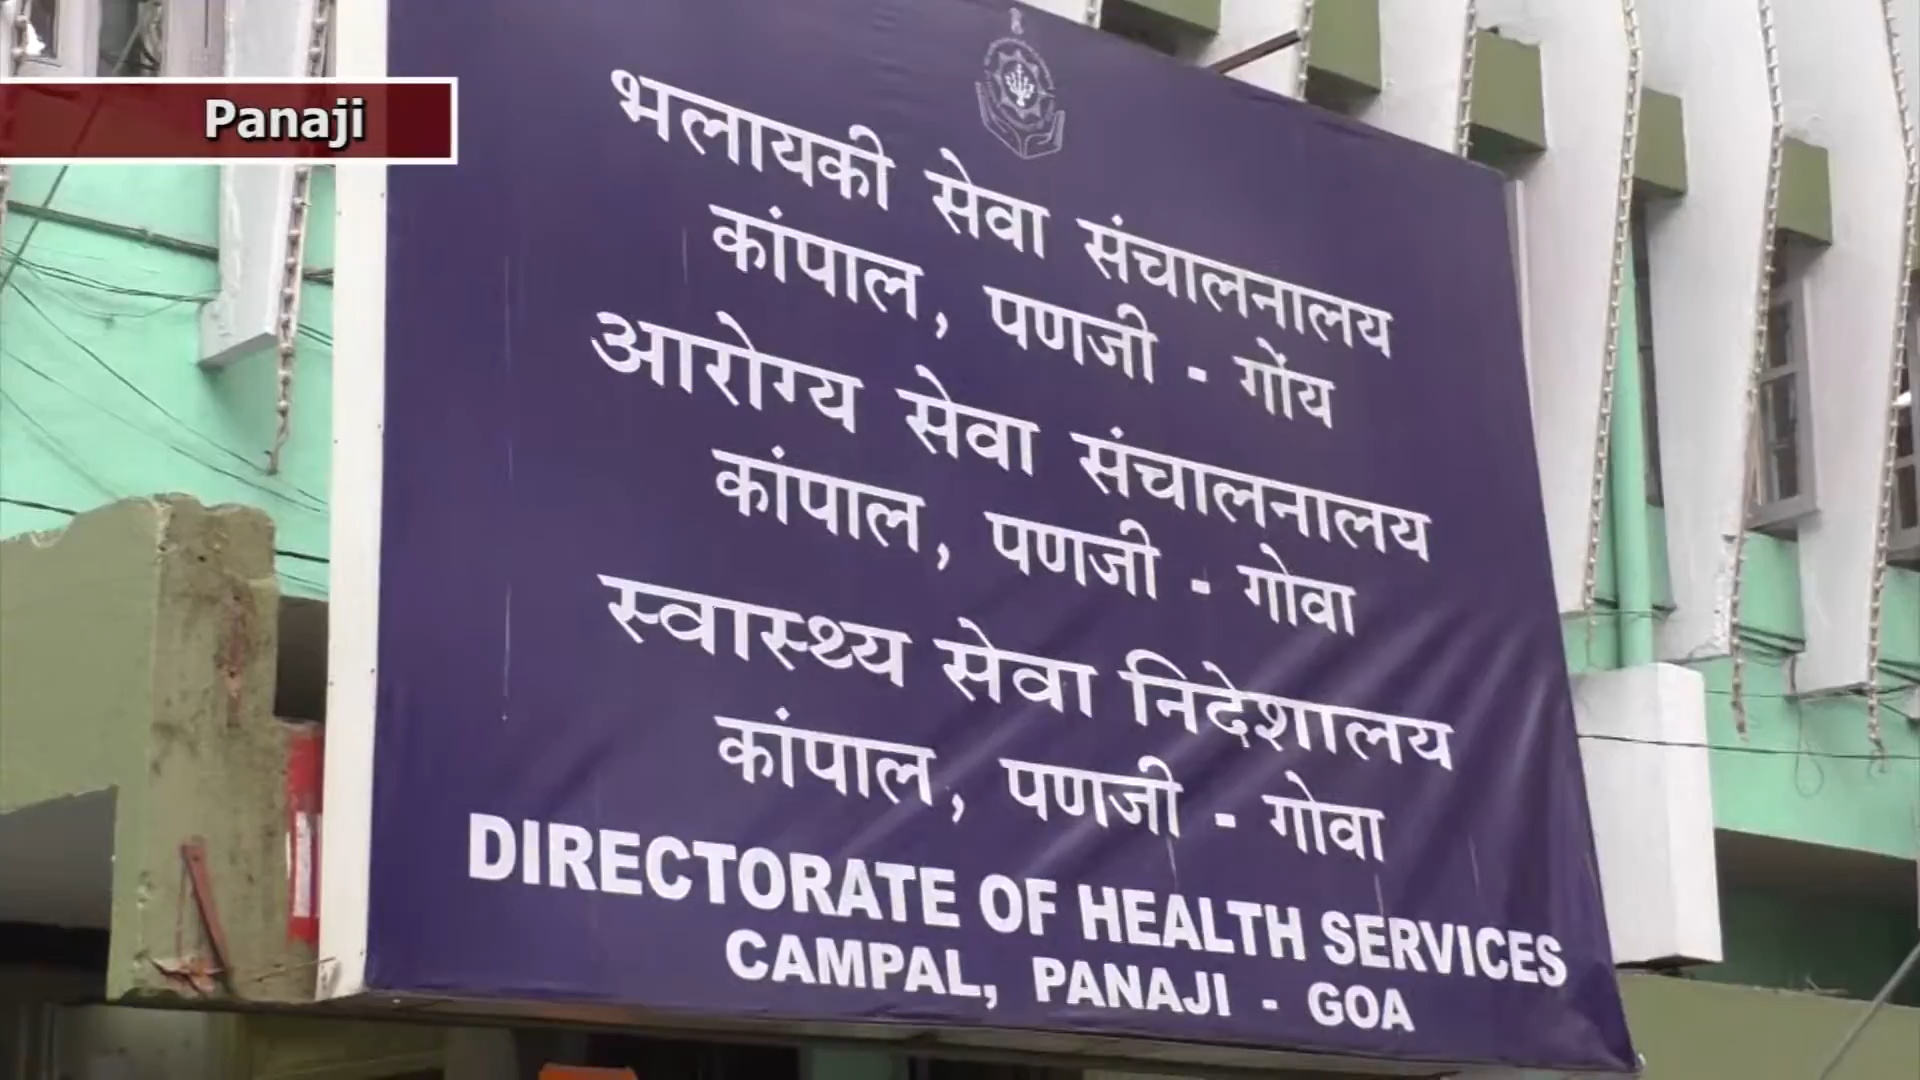 Panaji
भलायकी सेवा संचालनालय
कांपाल, पणजी - गोंय
आरोग्य सेवा संचालनालय
कांपाल, पणजी - गोवा
स्वास्थ्य सेवा निदेशालय
कांपाल, पणजी - गोवा
DIRECTORATE OF HEALTH SERVICES
CAMPAL, PANAJI - GOA